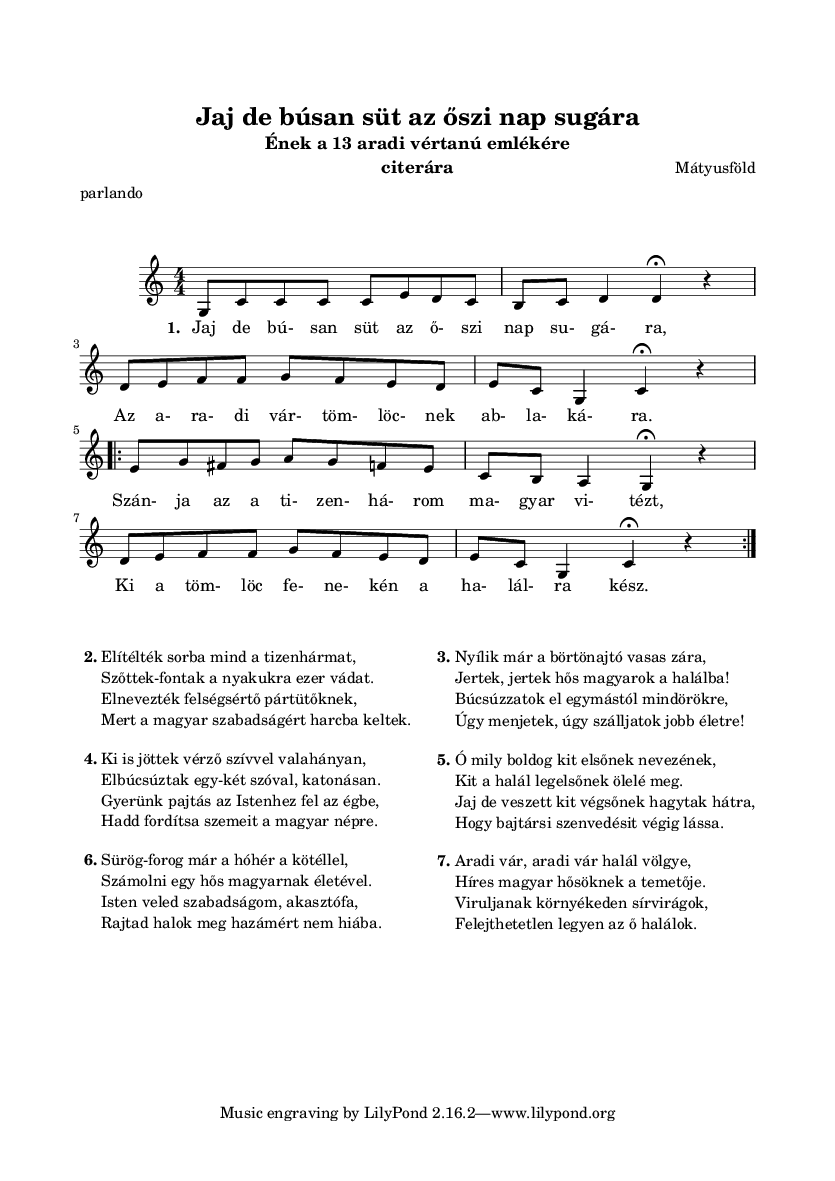 Jaj de búsan süt az őszi nap sugára
Ének a 13 aradi vértanú emlékére
citerára
Mátyusföld
parlando
1. Jaj de bú- san süt az ő- szi nap su- gá- ra,
3
Az a- ra- di vár- töm- löc- nek ab- la- ká- ra.
5
Szán- ja az a ti- zen- há- rom ma- gyar vi- tézt,
7
Ki a töm- löc fe- ne- kén a ha- lál- ra kész.
2. Elítélték sorba mind a tizenhármat,
Szőttek-fontak a nyakukra ezer vádat.
Elnevezték felségsértő pártütőknek,
Mert a magyar szabadságért harcba keltek.
3. Nyílik már a börtönajtó vasas zára,
Jertek, jertek hős magyarok a halálba!
Búcsúzzatok el egymástól mindörökre,
Úgy menjetek, úgy szálljatok jobb életre!
4. Ki is jöttek vérző szívvel valahányan,
Elbúcsúztak egy-két szóval, katonásan.
Gyerünk pajtás az Istenhez fel az égbe,
Hadd fordítsa szemeit a magyar népre.
5. Ó mily boldog kit elsőnek nevezének,
Kit a halál legelsőnek ölelé meg.
Jaj de veszett kit végsőnek hagytak hátra,
Hogy bajtársi szenvedésit végig lássa.
6. Sürög-forog már a hóhér a kötéllel,
Számolni egy hős magyarnak életével.
Isten veled szabadságom, akasztófa,
Rajtad halok meg hazámért nem hiába.
7. Aradi vár, aradi vár halál völgye,
Híres magyar hősöknek a temetője.
Viruljanak környékeden sírvirágok,
Felejthetetlen legyen az ő halálok.
Music engraving by LilyPond 2.16.2—www.lilypond.org